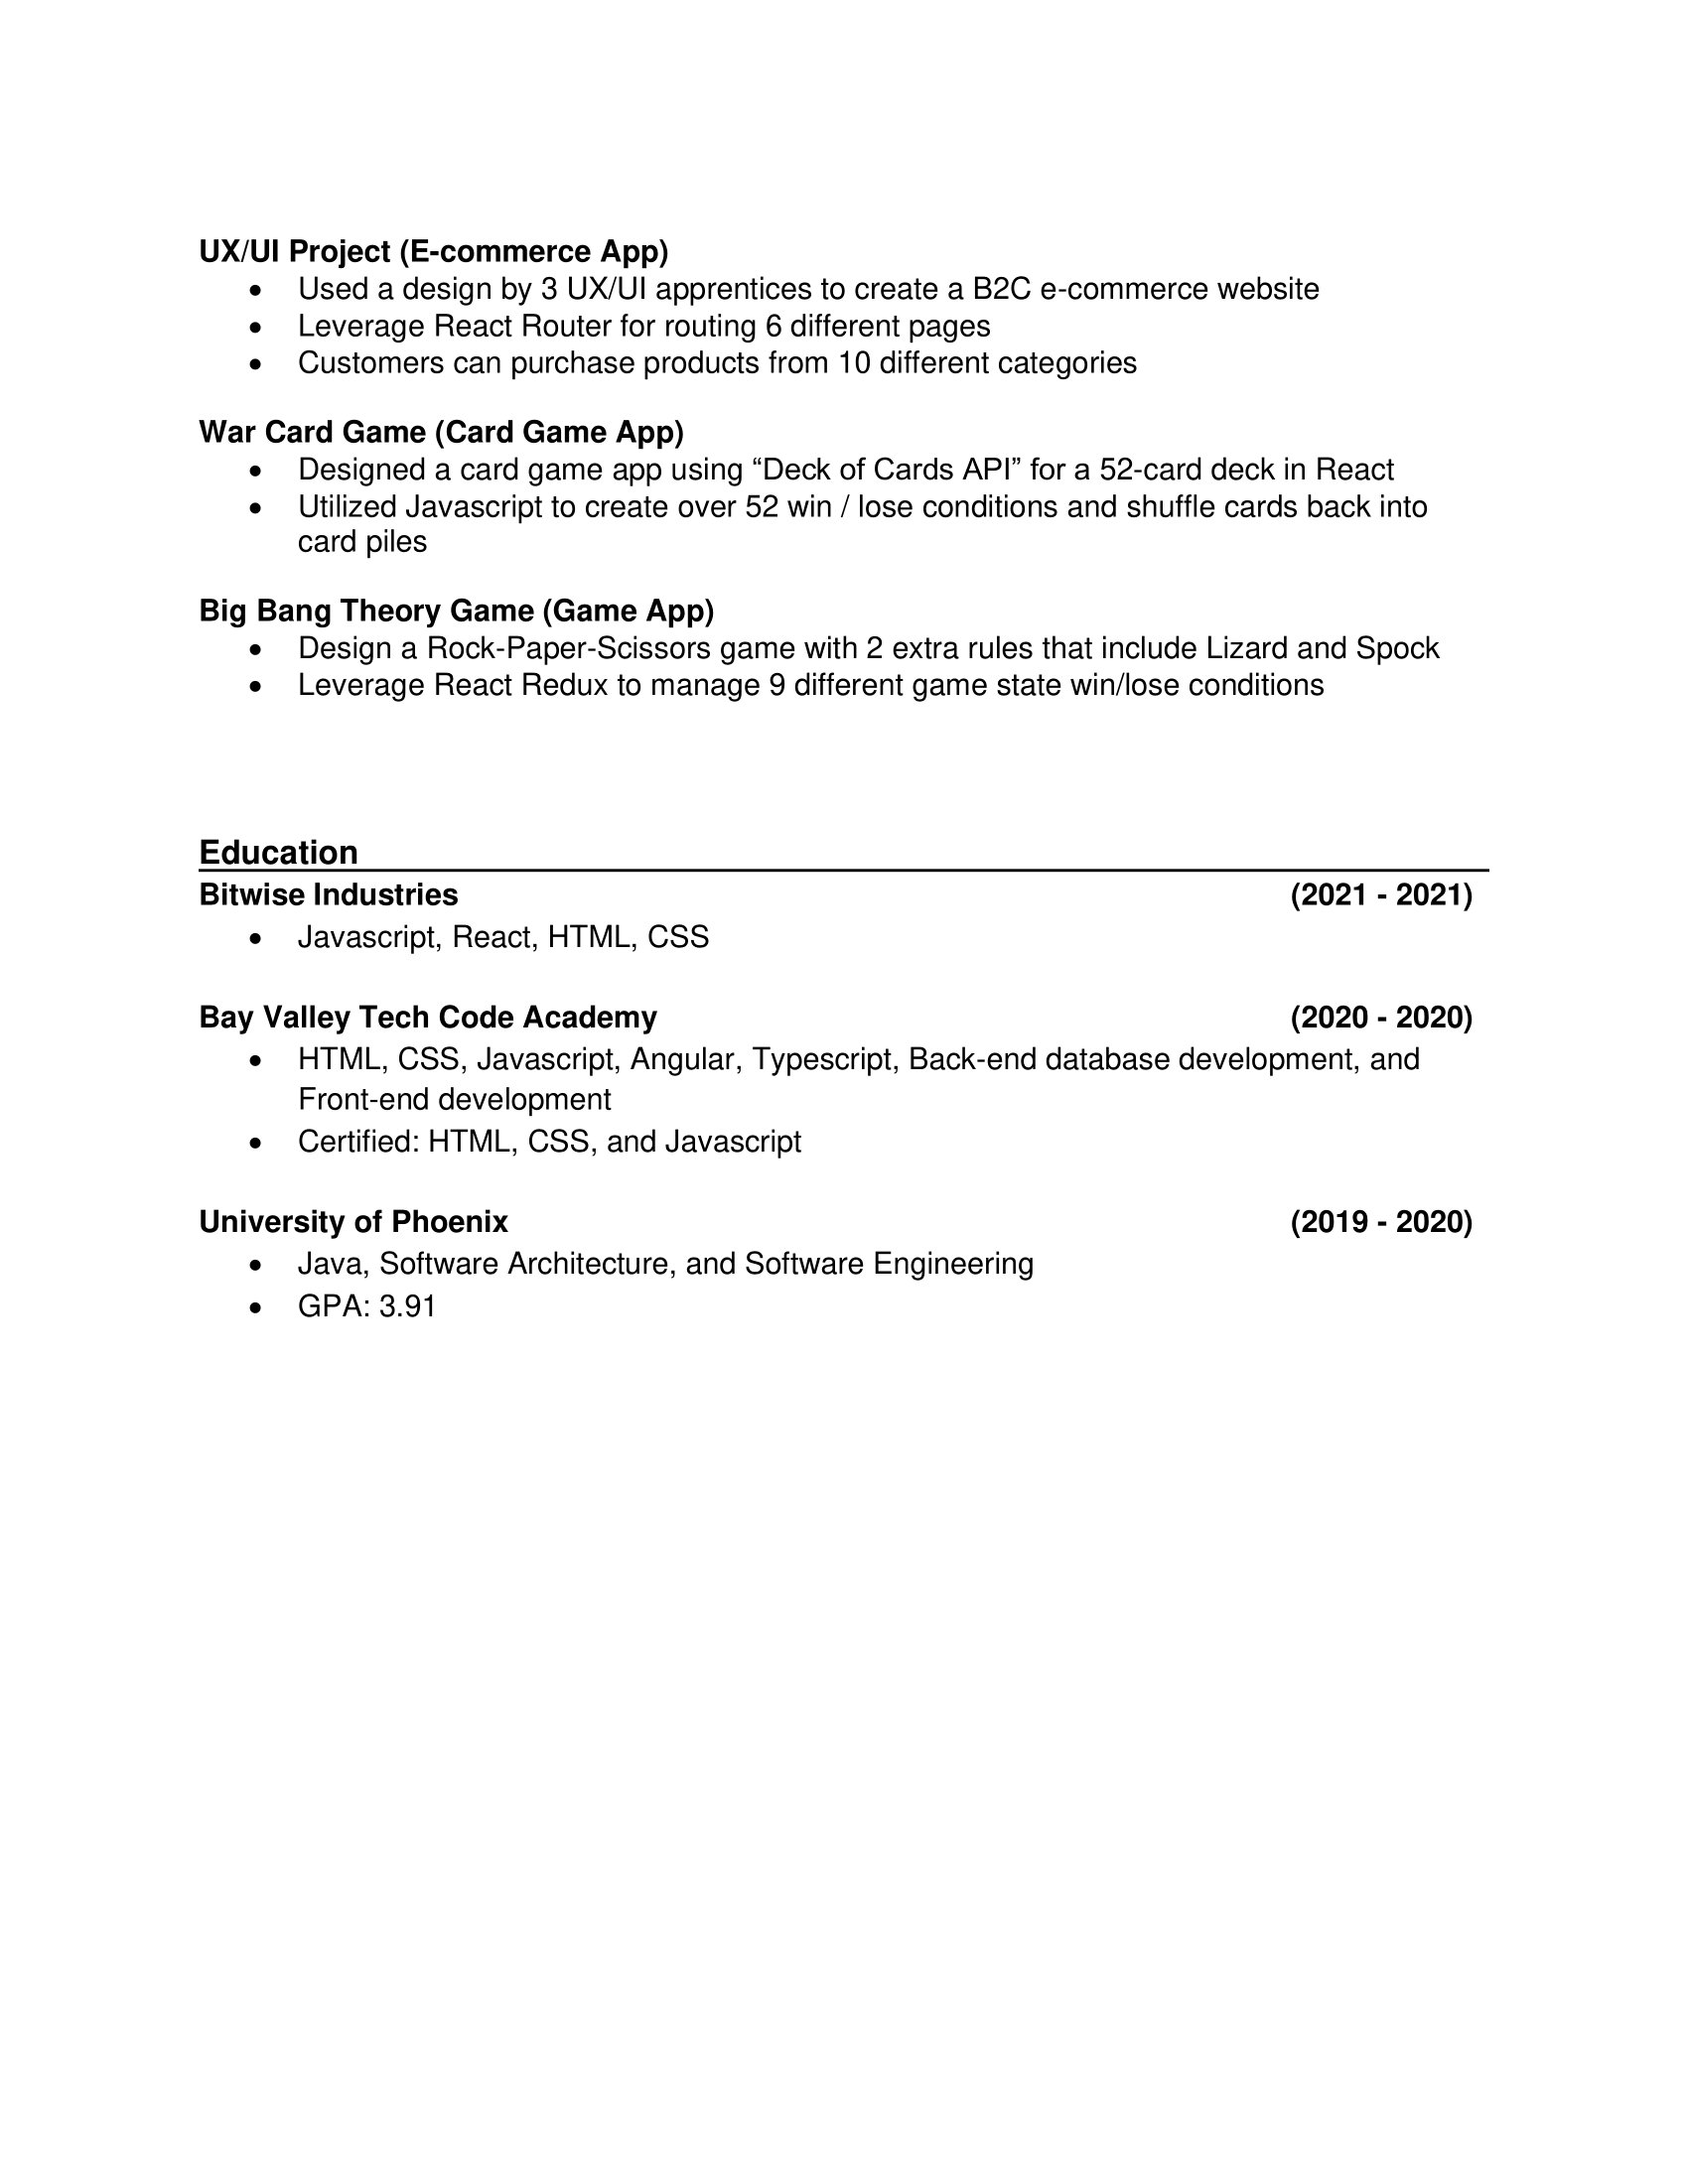 UX/UI Project (E-commerce App)
• Used a design by 3 UX/UI apprentices to create a B2C e-commerce website
• Leverage React Router for routing 6 different pages
• Customers can purchase products from 10 different categories
War Card Game (Card Game App)
• Designed a card game app using “Deck of Cards API” for a 52-card deck in React
• Utilized Javascript to create over 52 win / lose conditions and shuffle cards back into
card piles
Big Bang Theory Game (Game App)
• Design a Rock-Paper-Scissors game with 2 extra rules that include Lizard and Spock
• Leverage React Redux to manage 9 different game state win/lose conditions
Education
Bitwise Industries (2021 - 2021)
• Javascript, React, HTML, CSS
Bay Valley Tech Code Academy (2020 - 2020)
• HTML, CSS, Javascript, Angular, Typescript, Back-end database development, and
Front-end development
• Certified: HTML, CSS, and Javascript
University of Phoenix (2019 - 2020)
• Java, Software Architecture, and Software Engineering
• GPA: 3.91